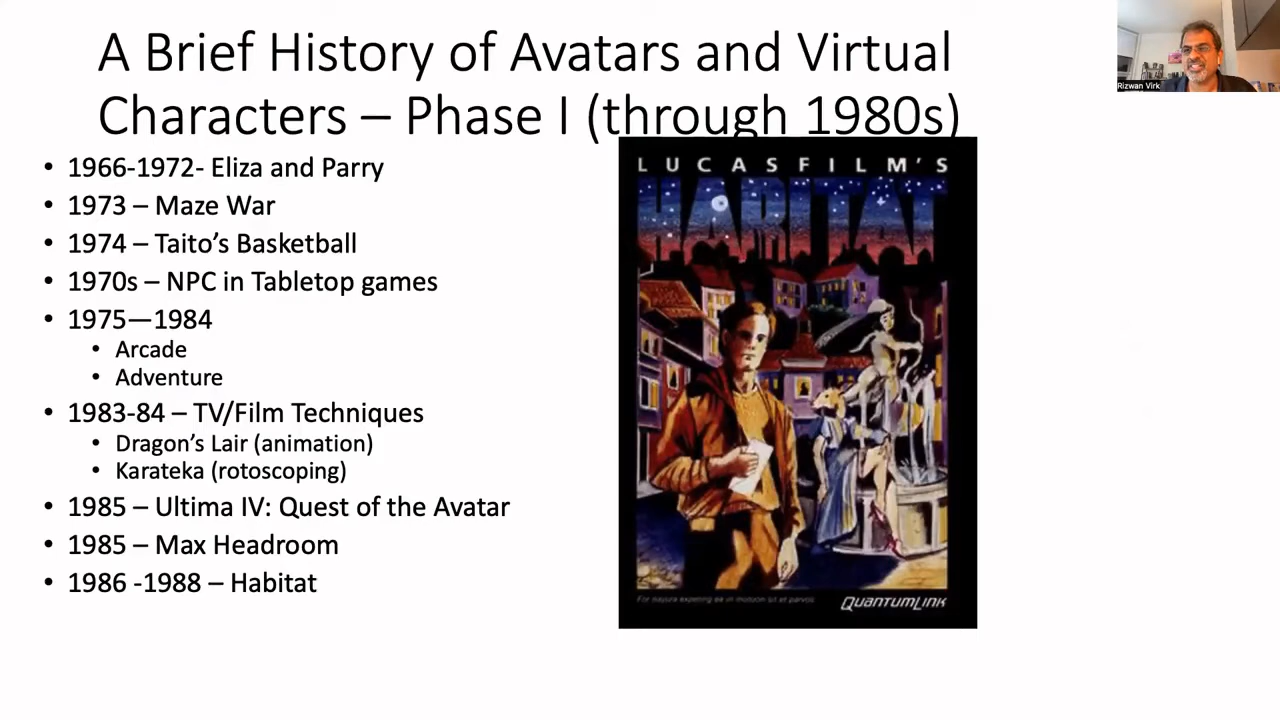 A Brief History of Avatars and Virtual
Characters – Phase I (through 1980s)
Rizwan Virk
• 1966-1972- Eliza and Parry
• 1973 – Maze War
• 1974 – Taito’s Basketball
• 1970s – NPC in Tabletop games
• 1975—1984
• Arcade
• Adventure
• 1983-84 – TV/Film Techniques
• Dragon’s Lair (animation)
• Karateka (rotoscoping)
• 1985 – Ultima IV: Quest of the Avatar
• 1985 – Max Headroom
• 1986 -1988 – Habitat
LUCASFILM'S
HABITAT
QUANTUMLINK